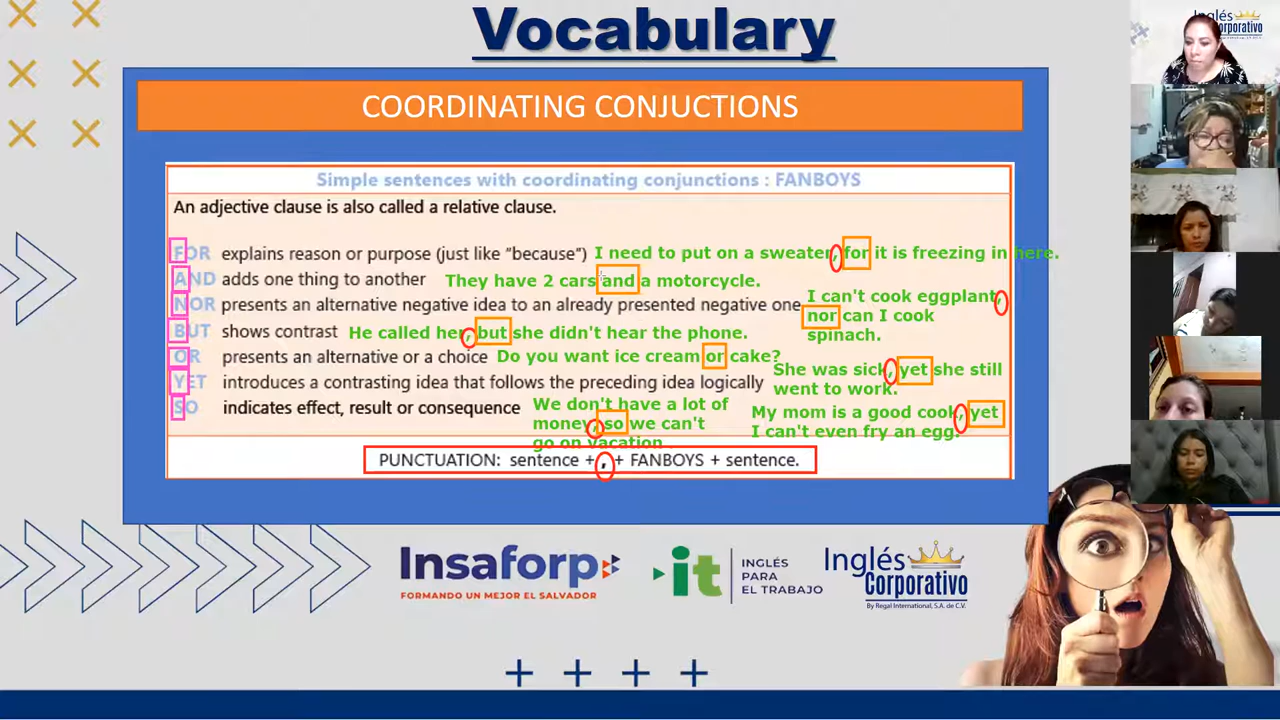 Vocabulary
COORDINATING CONJUCTIONS
Simple sentences with coordinating conjunctions : FANBOYS
An adjective clause is also called a relative clause.
FOR explains reason or purpose (just like "because") I need to put on a sweater, for it is freezing in here.
AND adds one thing to another They have 2 cars and a motorcycle.
NOR presents an alternative negative idea to an already presented negative one
I can't cook eggplant,
nor can I cook
spinach.
BUT shows contrast He called her, but she didn't hear the phone.
OR presents an alternative or a choice Do you want ice cream or cake?
YET introduces a contrasting idea that follows the preceding idea logically
She was sick, yet she still
went to work.
SO indicates effect, result or consequence
We don't have a lot of
money, so we can't
go on vacation
My mom is a good cook, yet
I can't even fry an egg.
PUNCTUATION: sentence + , + FANBOYS + sentence.
Insaforp
FORMANDO UN MEJOR EL SALVADOR
it
INGLÉS
PARA
EL TRABAJO
Inglés
Corporativo
By Regal International, S.A. de C.V.
Inglés
Corporativo